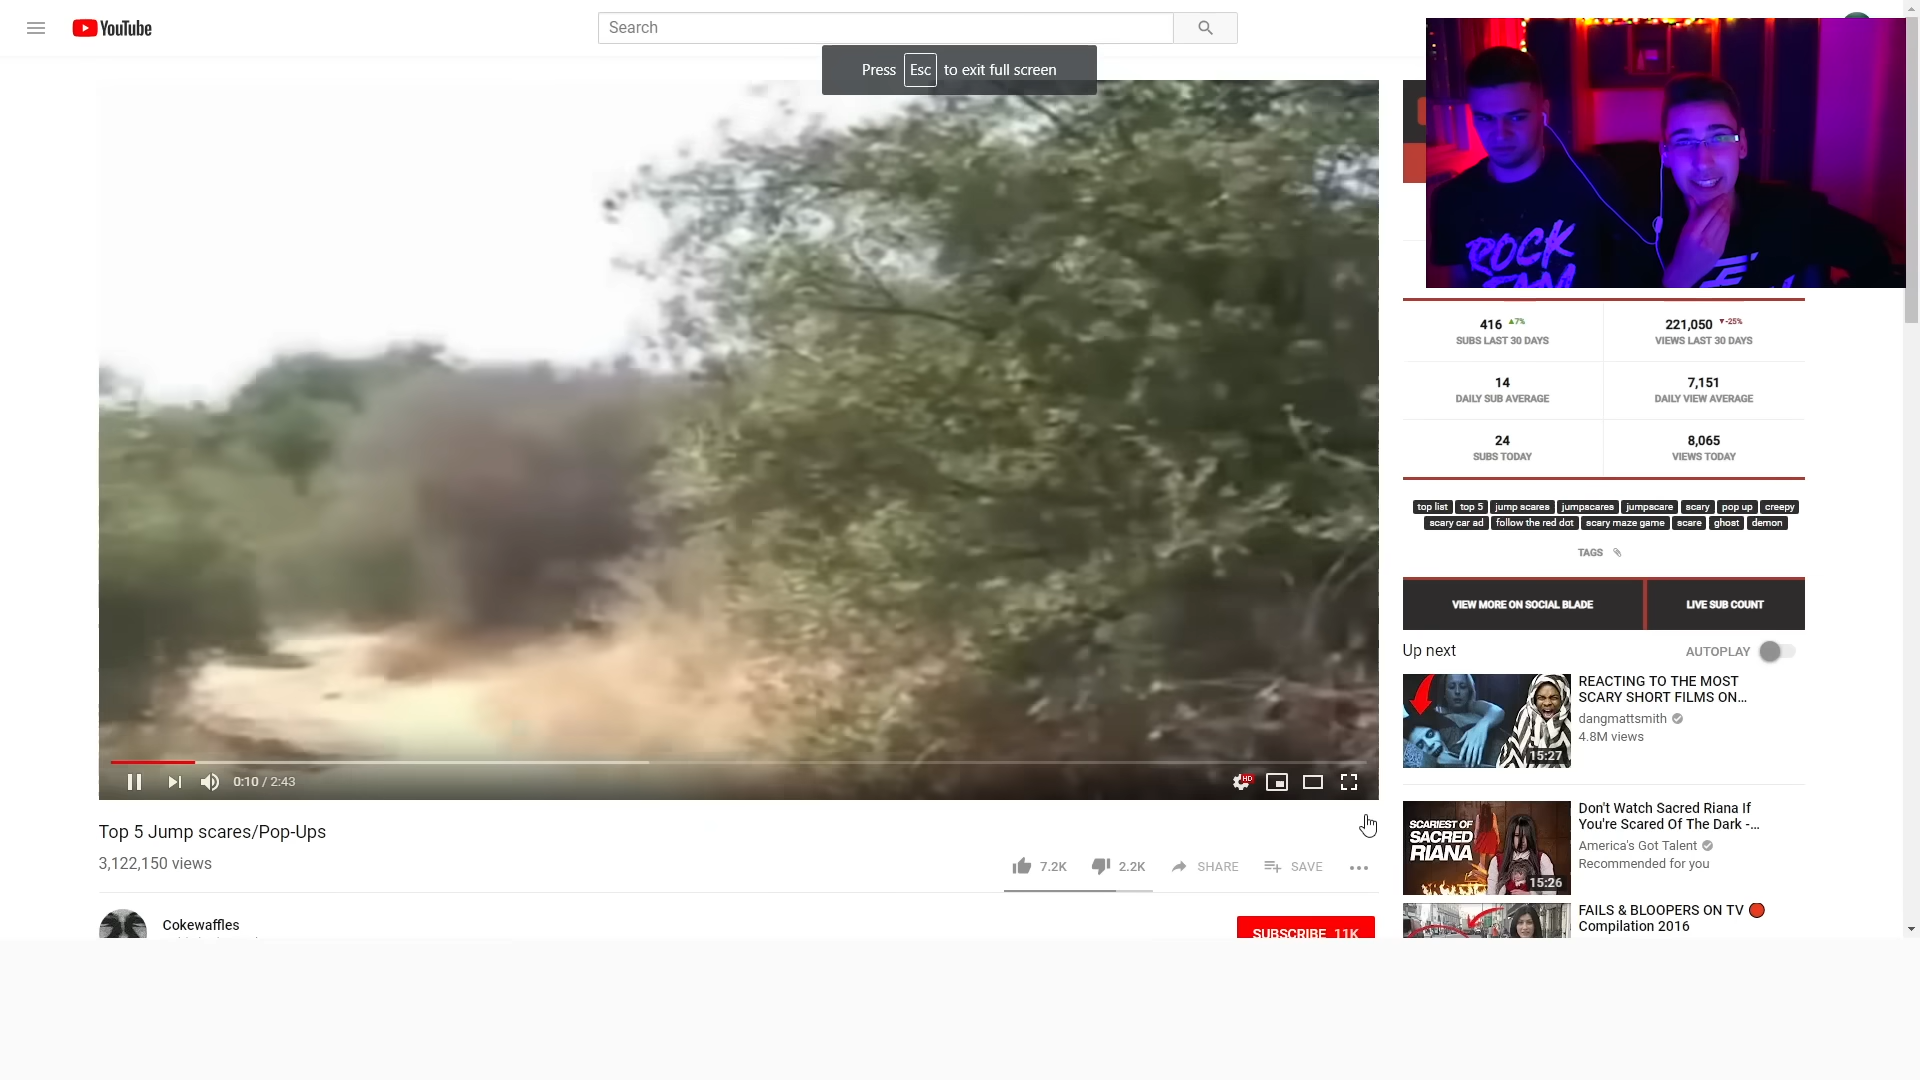 YouTube
Search
Press Esc to exit full screen
ROCK
416 ▲7%
SUBS LAST 30 DAYS
221,050 ▼-25%
VIEWS LAST 30 DAYS
14
DAILY SUB AVERAGE
7,151
DAILY VIEW AVERAGE
24
SUBS TODAY
8,065
VIEWS TODAY
top list top 5 jump scares jumpscares jumpscare scary pop up creepy
scary car ad follow the red dot scary maze game scare ghost demon
TAGS
VIEW MORE ON SOCIAL BLADE
LIVE SUB COUNT
Up next
AUTOPLAY
REACTING TO THE MOST
SCARY SHORT FILMS ON...
dangmattsmith
4.8M views
15:27
0:10 / 2:43
HD
Top 5 Jump scares/Pop-Ups
3,122,150 views
7.2K
2.2K
SHARE
SAVE
SCARIEST OF
SACRED
RIANA
15:26
Don't Watch Sacred Riana If
You're Scared Of The Dark -...
America's Got Talent
Recommended for you
Cokewaffles
SUBSCRIBE 11K
FAILS & BLOOPERS ON TV
Compilation 2016